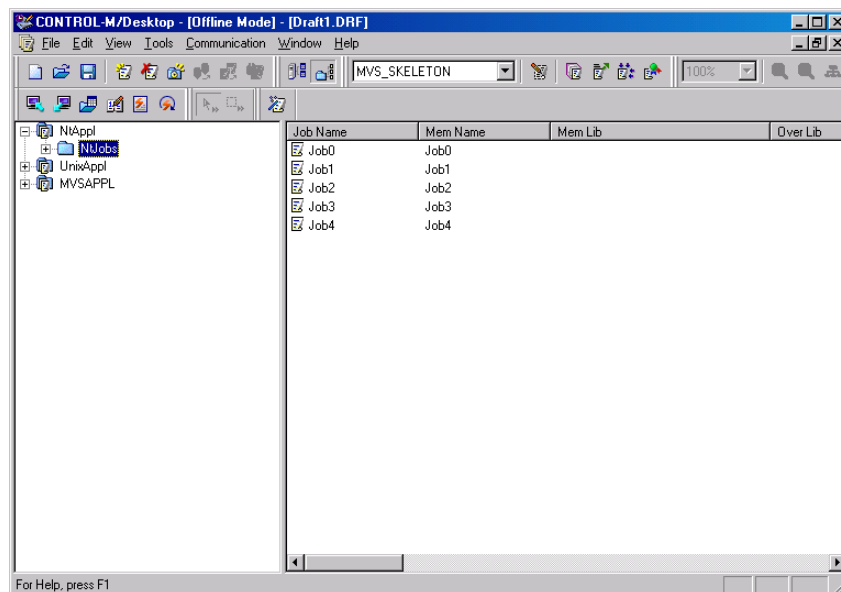 CONTROL-M/Desktop - [Offline Mode] - [Draft1.DRF]
File Edit View Tools Communication Window Help
MVS_SKELETON 100%
NtAppl
NtJobs
UnixAppl
MVSAPPL
Job Name Mem Name Mem Lib Over Lib
Job0 Job0
Job1 Job1
Job2 Job2
Job3 Job3
Job4 Job4
For Help, press F1